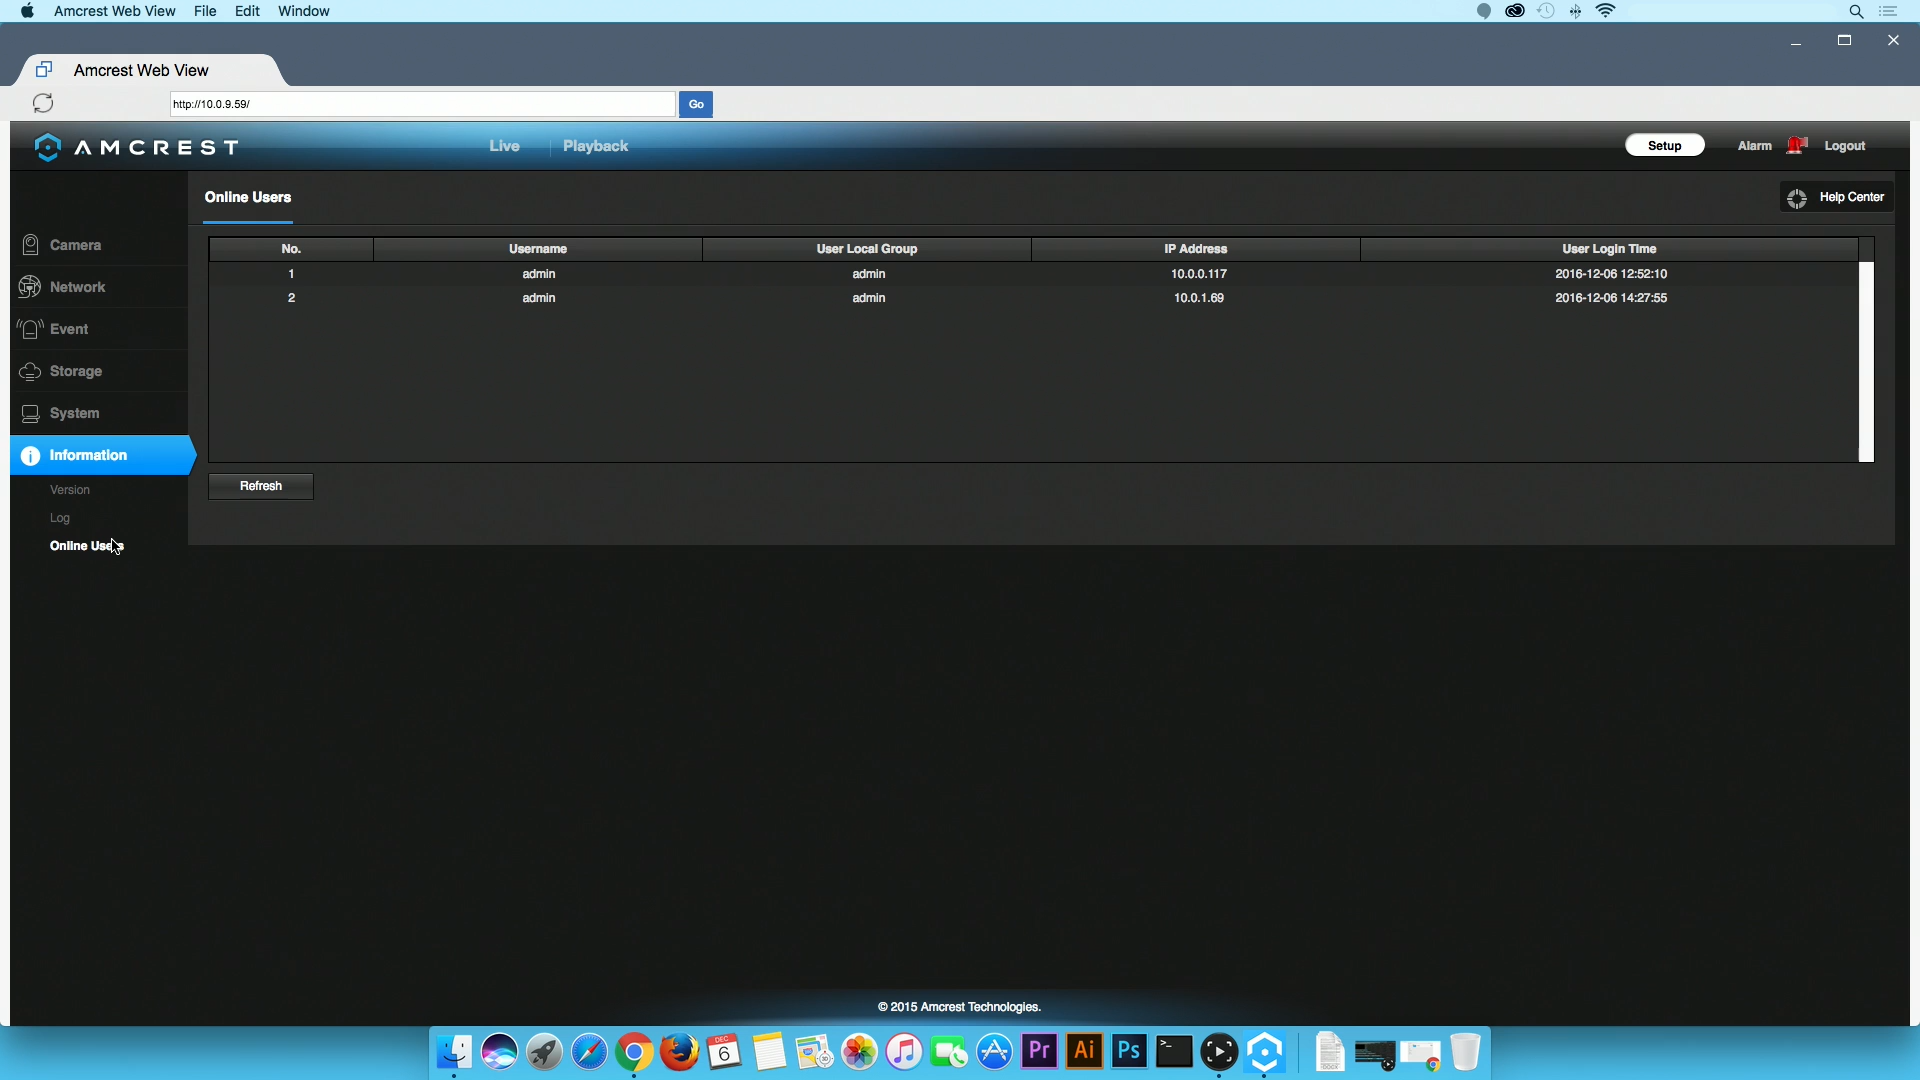 Amcrest Web View File Edit Window
Amcrest Web View
http://10.0.9.59/ Go
AMCREST Live Playback Setup Alarm Logout
Online Users Help Center
Camera
Network
Event
Storage
System
Information
Version
Log
Online Users
No. Username User Local Group IP Address User Login Time
1 admin admin 10.0.0.117 2016-12-06 12:52:10
2 admin admin 10.0.1.69 2016-12-06 14:27:55
Refresh
© 2015 Amcrest Technologies.
DEC
6
Pr Ai Ps